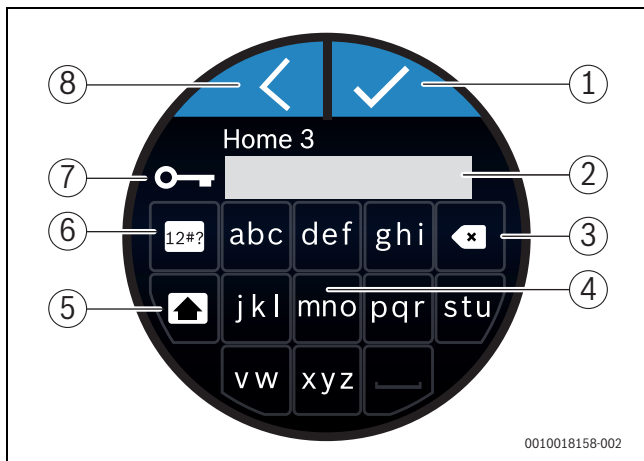 8 1
Home 3
7 2
6 12#? abc def ghi 3
5 jkl mno pqr stu 4
vw xyz
0010018158-002